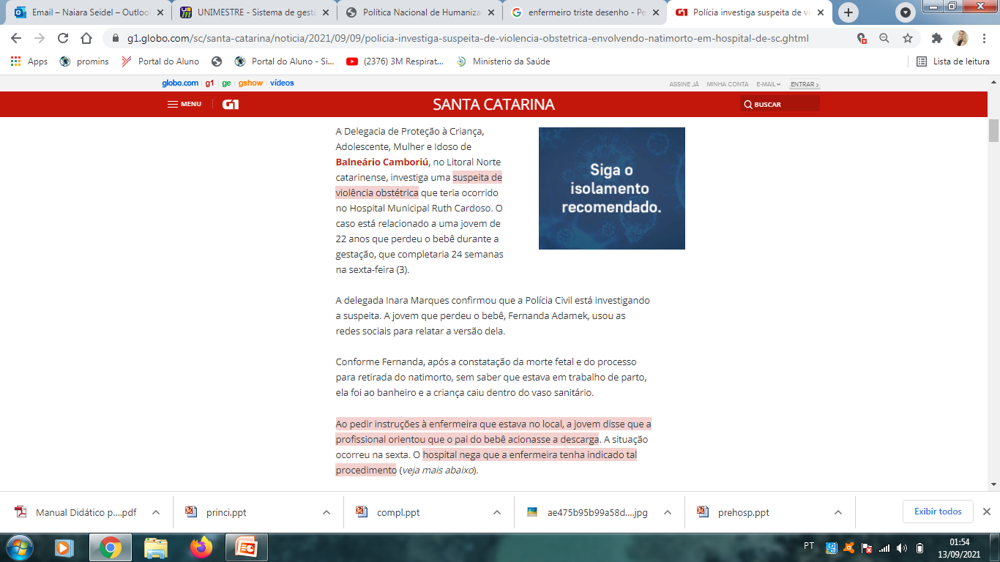 Email – Naiara Seidel – Outloo
UNIMESTRE - Sistema de gest
Política Nacional de Humaniza
enfermeiro triste desenho - Pe
G1 Polícia investiga suspeita de vi
g1.globo.com/sc/santa-catarina/noticia/2021/09/09/policia-investiga-suspeita-de-violencia-obstetrica-envolvendo-natimorto-em-hospital-de-sc.ghtml
Apps promins Portal do Aluno Portal do Aluno - Si... (2376) 3M Respirat... Ministerio da Saúde Lista de leitura
globo.com g1 ge gshow vídeos ASSINE JÁ MINHA CONTA E-MAIL ENTRAR ›
MENU G1 SANTA CATARINA BUSCAR
A Delegacia de Proteção à Criança,
Adolescente, Mulher e Idoso de
Balneário Camboriú, no Litoral Norte
catarinense, investiga uma suspeita de
violência obstétrica que teria ocorrido
no Hospital Municipal Ruth Cardoso. O
caso está relacionado a uma jovem de
22 anos que perdeu o bebê durante a
gestação, que completaria 24 semanas
na sexta-feira (3).
Siga o
isolamento
recomendado.
A delegada Inara Marques confirmou que a Polícia Civil está investigando
a suspeita. A jovem que perdeu o bebê, Fernanda Adamek, usou as
redes sociais para relatar a versão dela.
Conforme Fernanda, após a constatação da morte fetal e do processo
para retirada do natimorto, sem saber que estava em trabalho de parto,
ela foi ao banheiro e a criança caiu dentro do vaso sanitário.
Ao pedir instruções à enfermeira que estava no local, a jovem disse que a
profissional orientou que o pai do bebê acionasse a descarga. A situação
ocorreu na sexta. O hospital nega que a enfermeira tenha indicado tal
procedimento (veja mais abaixo).
Manual Didático p....pdf princi.ppt compl.ppt ae475b95b99a58d....jpg prehosp.ppt Exibir todos
PT 01:54
13/09/2021